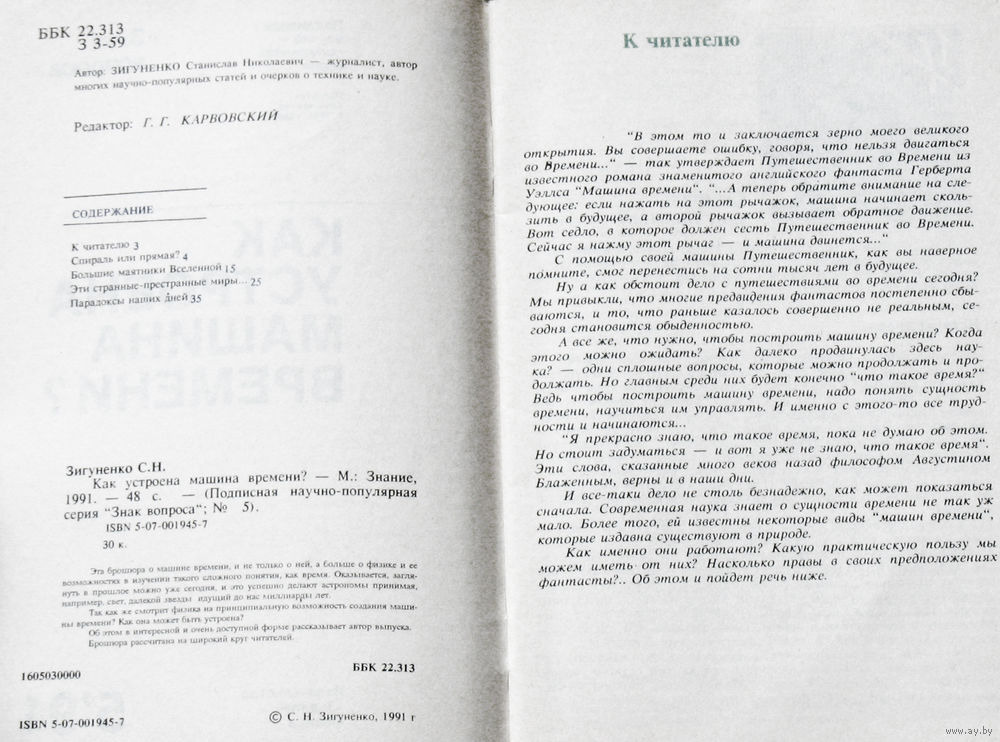 ББК 22.313
З 3-59
Автор: ЗИГУНЕНКО Станислав Николаевич — журналист, автор
многих научно-популярных статей и очерков о технике и науке.
Редактор: Г. Г. КАРВОВСКИЙ
СОДЕРЖАНИЕ
К читателю 3
Спираль или прямая? 4
Большие маятники Вселенной 15
Эти странные-престранные миры... 25
Парадоксы наших дней 35
Зигуненко С.Н.
Как устроена машина времени? — М.: Знание,
1991. — 48 с. — (Подписная научно-популярная
серия "Знак вопроса"; № 5).
ISBN 5-07-001945-7
30 к.
Эта брошюра о машине времени, и не только о ней, а больше о физике и ее
возможностях в изучении такого сложного понятия, как время. Оказывается, загля-
нуть в прошлое можно уже сегодня, и это успешно делают астрономы принимая,
например, свет, далекой звезды идущий до нас миллиарды лет.
Так как же смотрит физика на принципиальную возможность создания маши-
ны времени? Как она может быть устроена?
Об этом в интересной и очень доступной форме рассказывает автор выпуска.
Брошюра рассчитана на широкий круг читателей.
1605030000
ББК 22.313
ISBN 5-07-001945-7
© С. Н. Зигуненко, 1991 г
К читателю
"В этом то и заключается зерно моего великого
открытия. Вы совершаете ошибку, говоря, что нельзя двигаться
во Времени..." — так утверждает Путешественник во Времени из
известного романа знаменитого английского фантаста Герберта
Уэллса "Машина времени". "...А теперь обратите внимание на сле-
дующее: если нажать на этот рычажок, машина начинает сколь-
зить в будущее, а второй рычажок вызывает обратное движение.
Вот седло, в которое должен сесть Путешественник во Времени.
Сейчас я нажму этот рычаг — и машина двинется..."
С помощью своей машины Путешественник, как вы наверное
помните, смог перенестись на сотни тысяч лет в будущее.
Ну а как обстоит дело с путешествиями во времени сегодня?
Мы привыкли, что многие предвидения фантастов постепенно сбы-
ваются, и то, что раньше казалось совершенно не реальным, се-
годня становится обыденностью.
А все же, что нужно, чтобы построить машину времени? Когда
этого можно ожидать? Как далеко продвинулась здесь нау-
ка? — одни сплошные вопросы, которые можно продолжать и про-
должать. Но главным среди них будет конечно "что такое время?"
Ведь чтобы построить машину времени, надо понять сущность
времени, научиться им управлять. И именно с этого-то все труд-
ности и начинаются...
"Я прекрасно знаю, что такое время, пока не думаю об этом.
Но стоит задуматься — и вот я уже не знаю, что такое время".
Эти слова, сказанные много веков назад философом Августином
Блаженным, верны и в наши дни.
И все-таки дело не столь безнадежно, как может показаться
сначала. Современная наука знает о сущности времени не так уж
мало. Более того, ей известны некоторые виды "машин времени",
которые издавна существуют в природе.
Как именно они работают? Какую практическую пользу мы
можем иметь от них? Насколько правы в своих предположениях
фантасты?.. Об этом и пойдет речь ниже.
www.ay.by